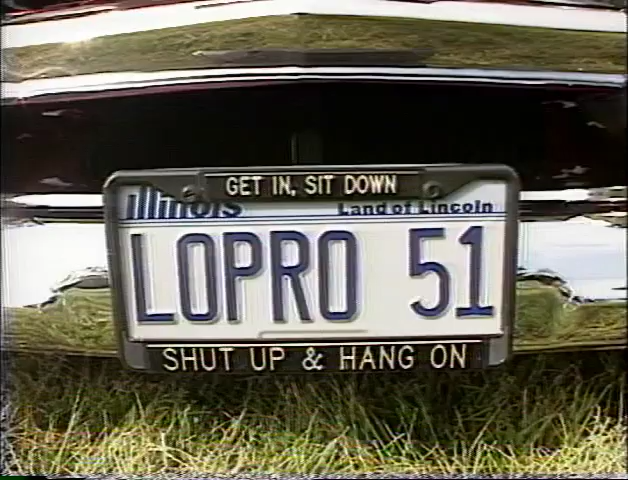 GET IN, SIT DOWN
Illinois Land of Lincoln
LOPRO 51
SHUT UP & HANG ON